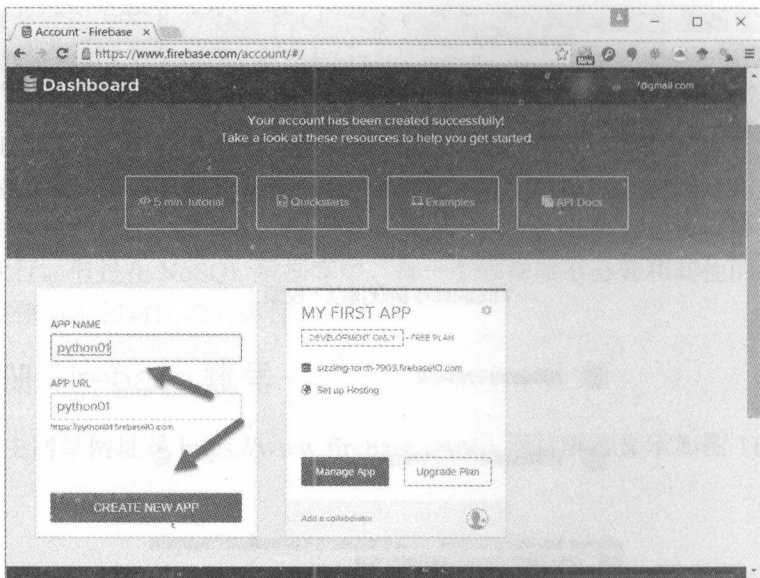 Account - Firebase ×
https://www.firebase.com/account/#/
New
Dashboard
@gmail.com
Your account has been created successfully!
Take a look at these resources to help you get started.
</> 5 min. tutorial
Quickstarts
Examples
API Docs
APP NAME
python01
APP URL
python01
https://python01.firebaseIO.com
CREATE NEW APP
MY FIRST APP
DEVELOPMENT ONLY - FREE PLAN
sizzling-torch-7903.firebaseIO.com
Set up Hosting
Manage App
Upgrade Plan
Add a collaborator